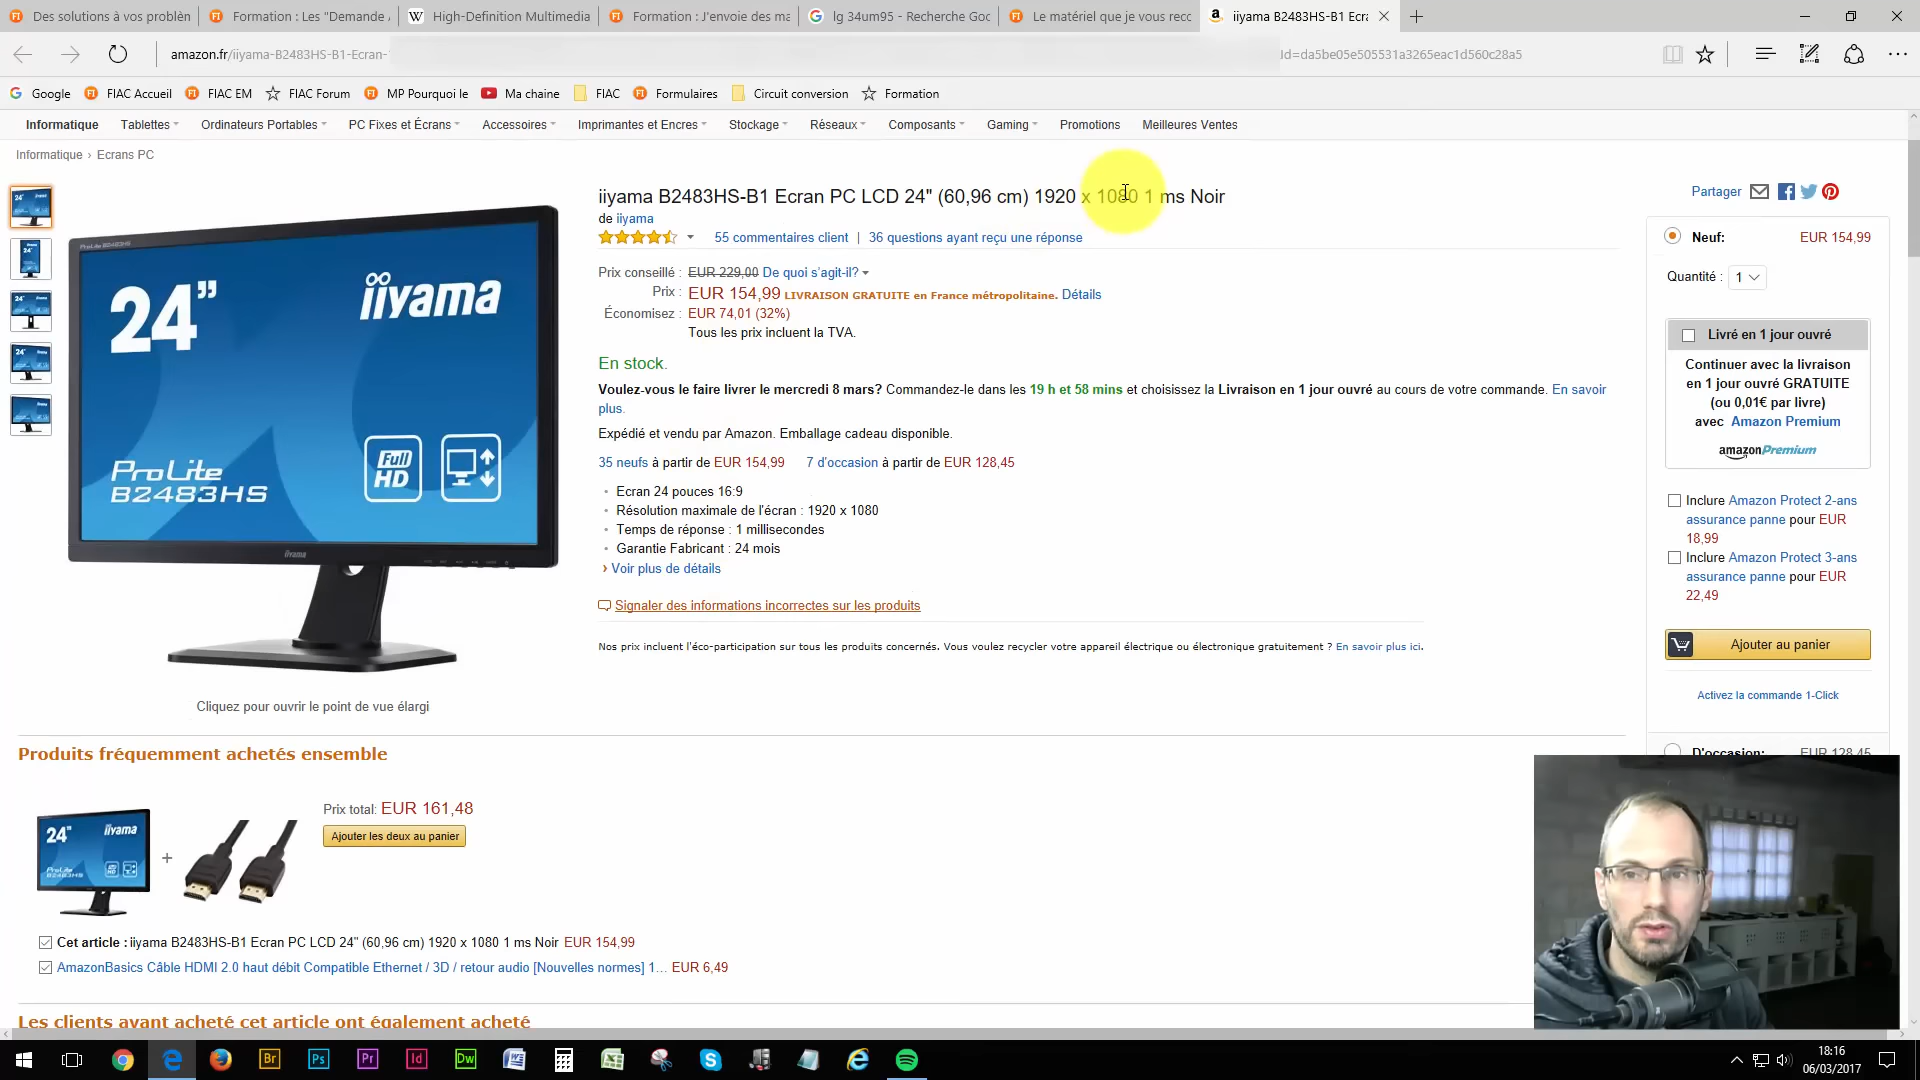 Des solutions à vos problèn
Formation : Les "Demande
High-Definition Multimedia
Formation : J'envoie des ma
lg 34um95 - Recherche Goo
Le matériel que je vous reco
iiyama B2483HS-B1 Ecra
amazon.fr/iiyama-B2483HS-B1-Ecran-
id=da5be05e505531a3265eac1d560c28a5
Google
FIAC Accueil
FIAC EM
FIAC Forum
MP Pourquoi le
Ma chaine
FIAC
Formulaires
Circuit conversion
Formation
Informatique
Tablettes
Ordinateurs Portables
PC Fixes et Écrans
Accessoires
Imprimantes et Encres
Stockage
Réseaux
Composants
Gaming
Promotions
Meilleures Ventes
Informatique › Ecrans PC
ProLite B2483HS
24"
iiyama
ProLite
B2483HS
Full
HD
iiyama
Cliquez pour ouvrir le point de vue élargi
iiyama B2483HS-B1 Ecran PC LCD 24" (60,96 cm) 1920 x 1080 1 ms Noir
de iiyama
55 commentaires client | 36 questions ayant reçu une réponse
Prix conseillé : EUR 229,00 De quoi s'agit-il?
Prix : EUR 154,99 LIVRAISON GRATUITE en France métropolitaine. Détails
Économisez : EUR 74,01 (32%)
Tous les prix incluent la TVA.
En stock.
Voulez-vous le faire livrer le mercredi 8 mars? Commandez-le dans les 19 h et 58 mins et choisissez la Livraison en 1 jour ouvré au cours de votre commande. En savoir
plus.
Expédié et vendu par Amazon. Emballage cadeau disponible.
35 neufs à partir de EUR 154,99 7 d'occasion à partir de EUR 128,45
Ecran 24 pouces 16:9
Résolution maximale de l'écran : 1920 x 1080
Temps de réponse : 1 millisecondes
Garantie Fabricant : 24 mois
› Voir plus de détails
Signaler des informations incorrectes sur les produits
Nos prix incluent l'éco-participation sur tous les produits concernés. Vous voulez recycler votre appareil électrique ou électronique gratuitement ? En savoir plus ici.
Partager
Neuf: EUR 154,99
Quantité : 1
Livré en 1 jour ouvré
Continuer avec la livraison
en 1 jour ouvré GRATUITE
(ou 0,01€ par livre)
avec Amazon Premium
amazonPremium
Inclure Amazon Protect 2-ans
assurance panne pour EUR
18,99
Inclure Amazon Protect 3-ans
assurance panne pour EUR
22,49
Ajouter au panier
Activez la commande 1-Click
D'occasion: EUR 128,45
Produits fréquemment achetés ensemble
24"
iiyama
+
Prix total: EUR 161,48
Ajouter les deux au panier
Cet article : iiyama B2483HS-B1 Ecran PC LCD 24" (60,96 cm) 1920 x 1080 1 ms Noir EUR 154,99
AmazonBasics Câble HDMI 2.0 haut débit Compatible Ethernet / 3D / retour audio [Nouvelles normes] 1... EUR 6,49
Les clients ayant acheté cet article ont également acheté
Br
Ps
Pr
Id
Dw
18:16
06/03/2017